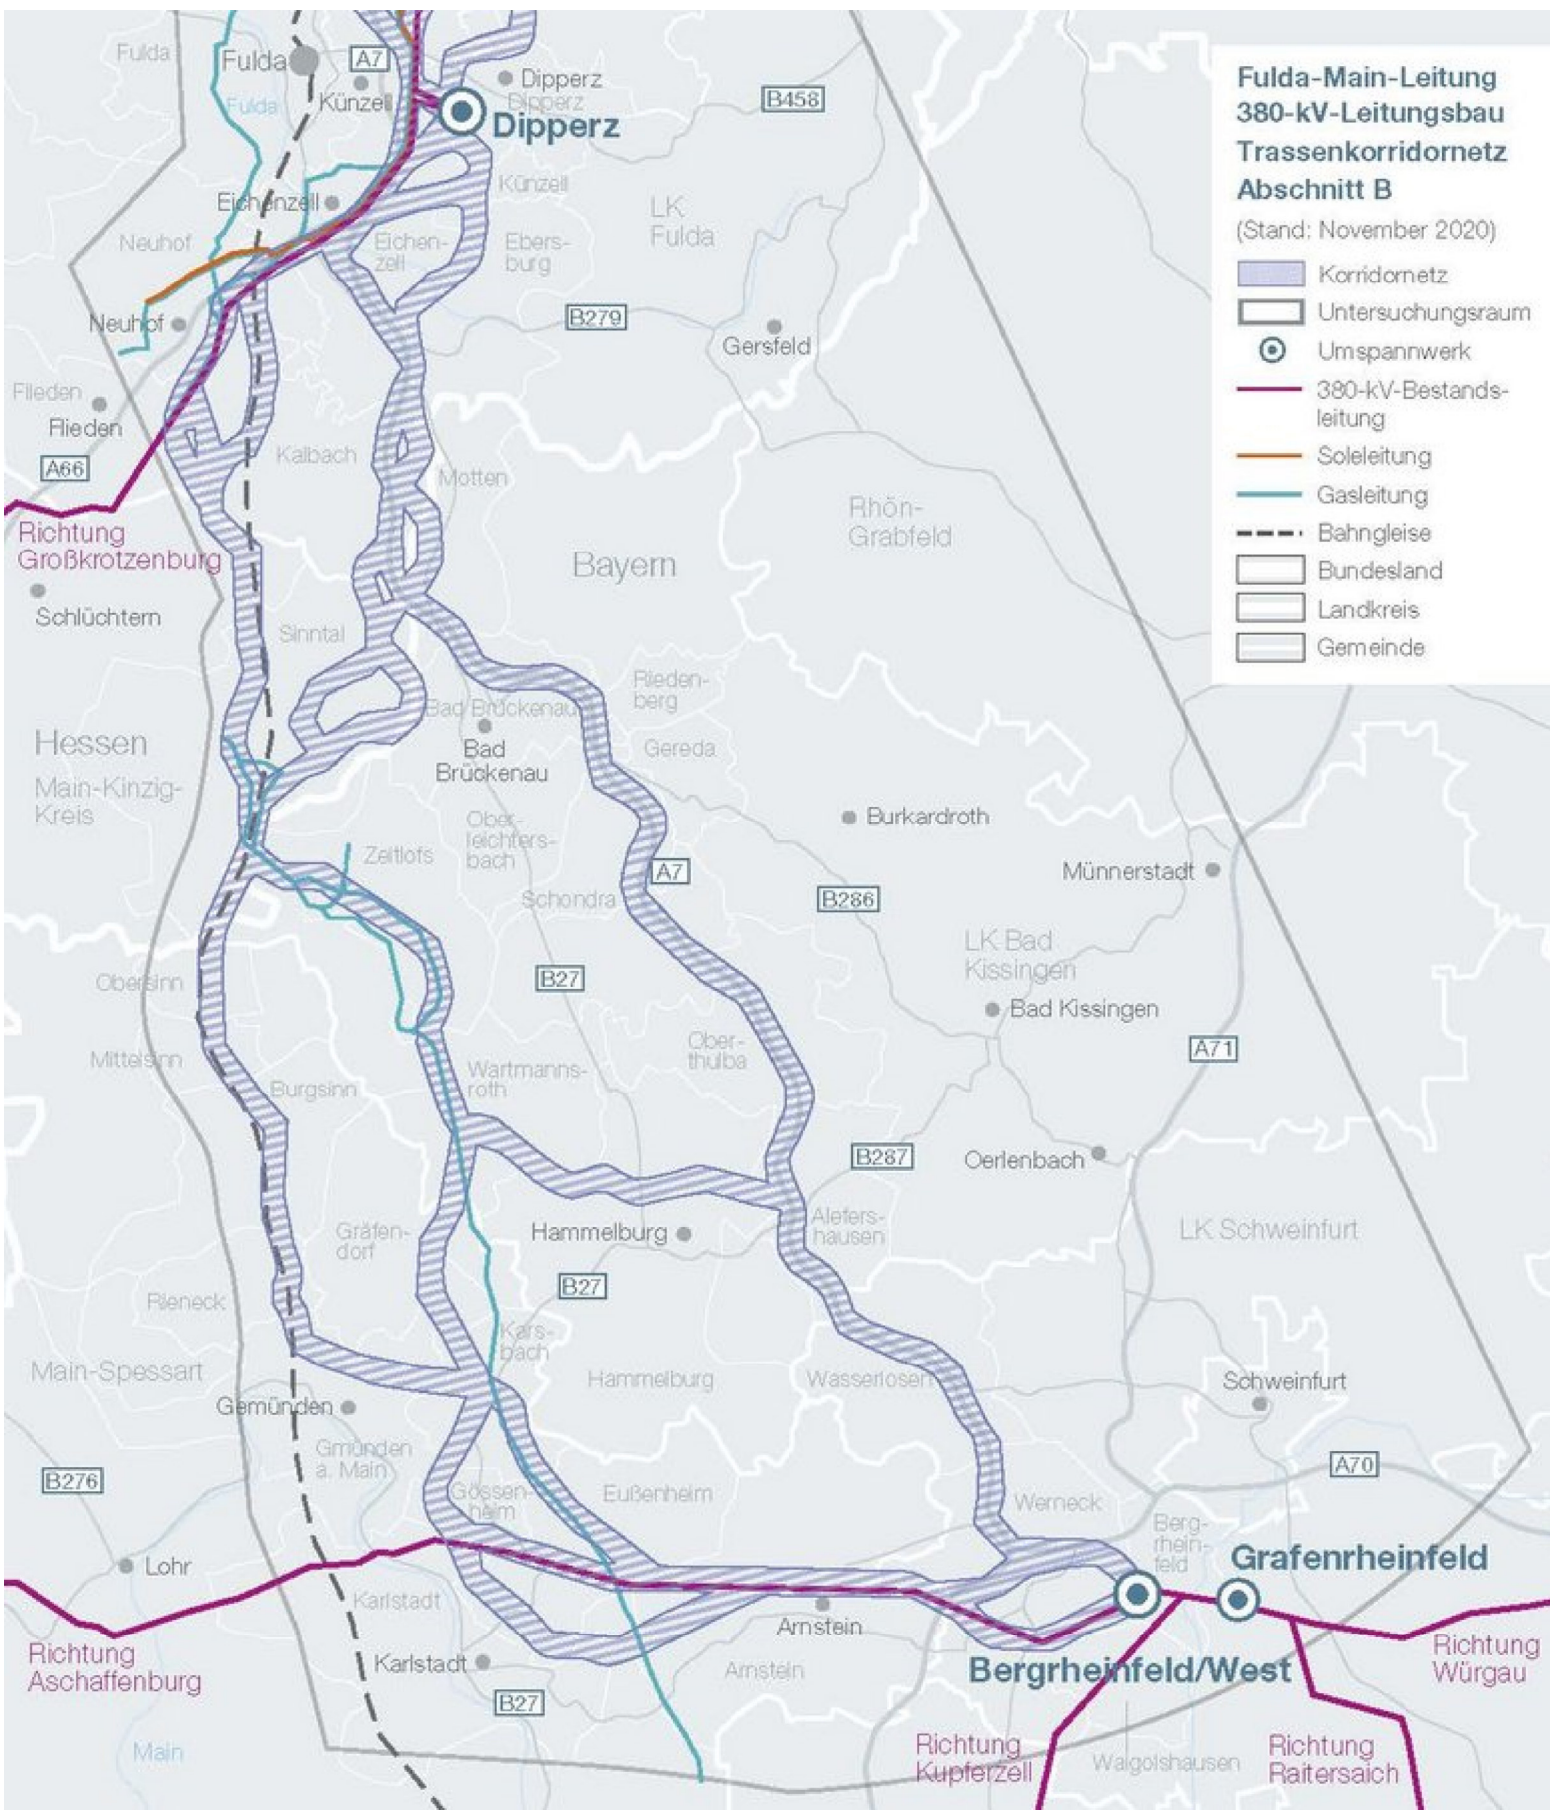 Fulda-Main-Leitung
380-kV-Leitungsbau
Trassenkorridornetz
Abschnitt B
(Stand: November 2020)
Korridornetz
Untersuchungsraum
Umspannwerk
380-kV-Bestands-
leitung
Soleleitung
Gasleitung
Bahngleise
Bundesland
Landkreis
Gemeinde
Fulda
Fulda
A7
Fulda
Künzell
Dipperz
Dipperz
Dipperz
B458
Künzell
Eichenzell
LK
Fulda
Neuhof
Eichen-
zell
Ebers-
burg
Neuhof
B279
Gersfeld
Flieden
Flieden
Kalbach
A66
Motten
Richtung
Großkrotzenburg
Rhön-
Grabfeld
Bayern
Schlüchtern
Sinntal
Rieden-
berg
Bad Brückenau
Hessen
Bad
Brückenau
Gereda
Main-Kinzig-
Kreis
Burkardroth
Ober-
leichters-
bach
Zeitlofs
A7
Münnerstadt
B286
Schondra
LK Bad
Kissingen
Obersinn
B27
Bad Kissingen
A71
Mittelsinn
Ober-
thulba
Wartmanns-
roth
Burgsinn
B287
Oerlenbach
Gräfen-
dorf
Hammelburg
Alefers-
hausen
LK Schweinfurt
B27
Rieneck
Kars-
bach
Main-Spessart
Hammelburg
Wasserlosen
Schweinfurt
Gemünden
Gmünden
a. Main
A70
B276
Gössen-
heim
Eußenheim
Werneck
Berg-
rhein-
feld
Grafenrheinfeld
Lohr
Karlstadt
Arnstein
Richtung
Aschaffenburg
Karlstadt
Arnstein
Bergrheinfeld/West
Richtung
Würgau
B27
Main
Richtung
Kupferzell
Waigolshausen
Richtung
Raitersaich